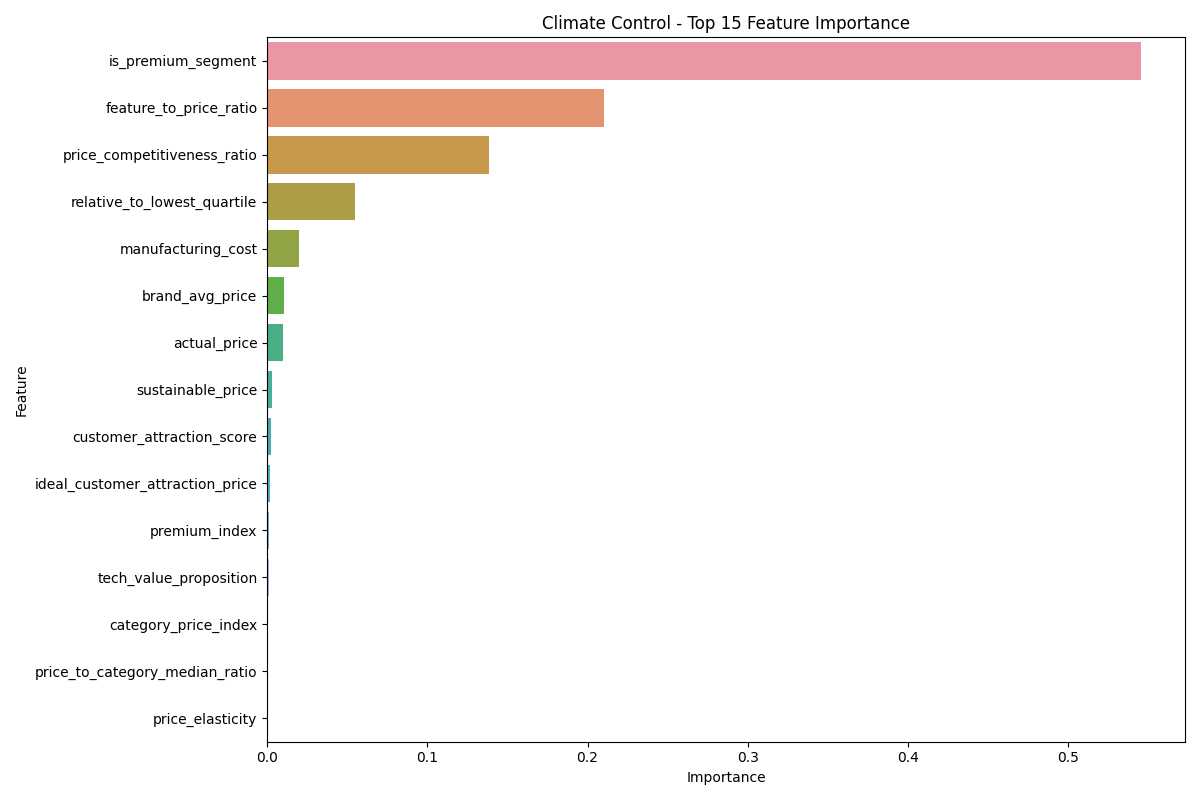 Climate Control - Top 15 Feature Importance
is_premium_segment
feature_to_price_ratio
price_competitiveness_ratio
relative_to_lowest_quartile
manufacturing_cost
brand_avg_price
actual_price
sustainable_price
customer_attraction_score
ideal_customer_attraction_price
premium_index
tech_value_proposition
category_price_index
price_to_category_median_ratio
price_elasticity
Feature
0.0 0.1 0.2 0.3 0.4 0.5
Importance